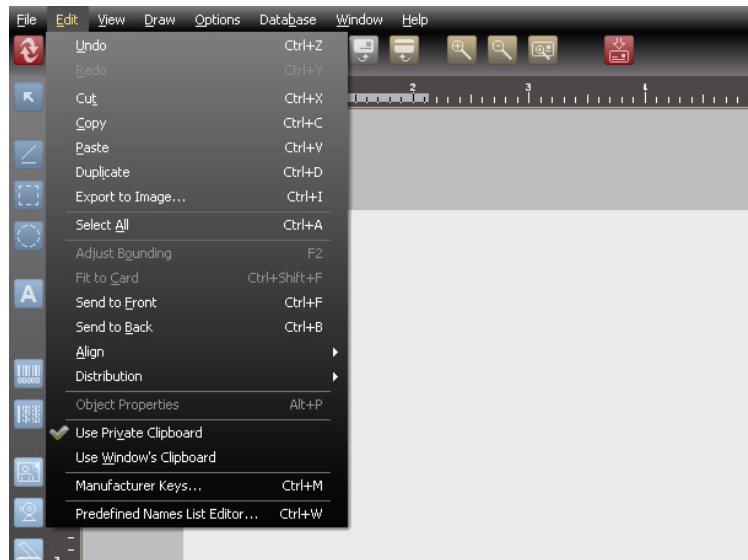 File Edit View Draw Options Database Window Help
Undo Ctrl+Z
Redo Ctrl+Y
Cut Ctrl+X
Copy Ctrl+C
Paste Ctrl+V
Duplicate Ctrl+D
Export to Image... Ctrl+I
Select All Ctrl+A
Adjust Bounding F2
Fit to Card Ctrl+Shift+F
Send to Front Ctrl+F
Send to Back Ctrl+B
Align
Distribution
Object Properties Alt+P
Use Private Clipboard
Use Window's Clipboard
Manufacturer Keys... Ctrl+M
Predefined Names List Editor... Ctrl+W
2 3
A
00000